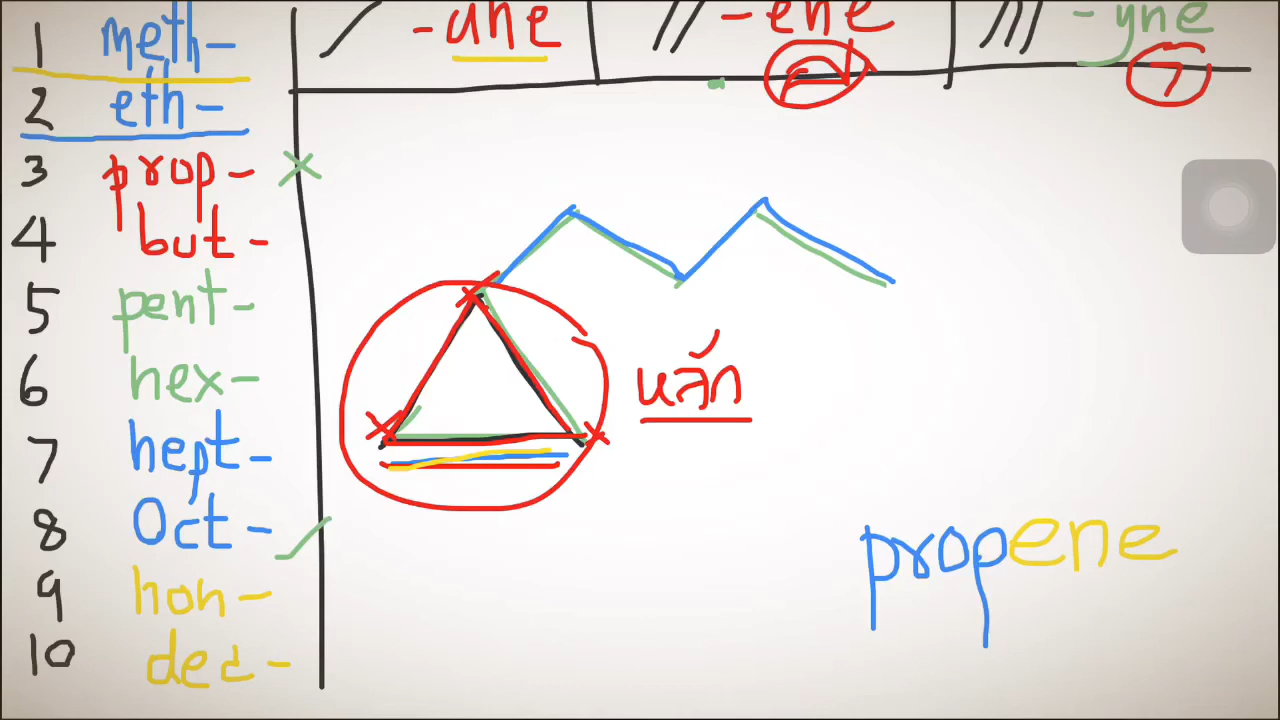 1 meth-
-ane
-ene
-yne
7
2 eth-
3 prop-
4 but-
5 pent-
6 hex-
7 hept-
8 Oct-
9 non-
10 dec-
หลัก
propene